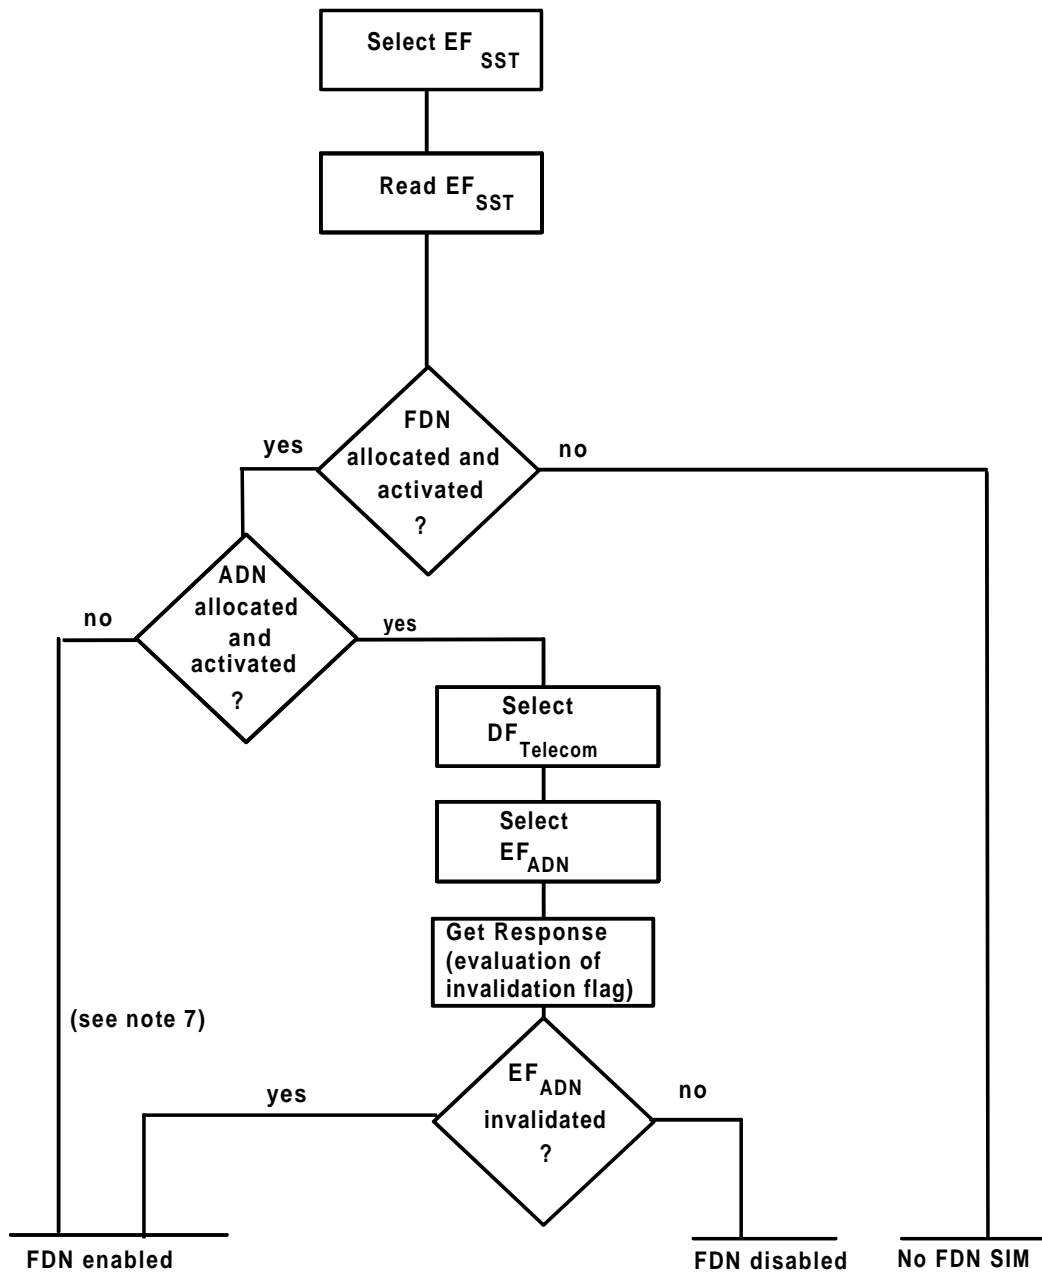 Select EF SST
Read EF SST
FDN
allocated and
activated
?
yes
no
ADN
allocated
and
activated
?
no
yes
Select
DF Telecom
Select
EF ADN
Get Response
(evaluation of
invalidation flag)
(see note 7)
EF ADN
invalidated
?
yes
no
FDN enabled
FDN disabled
No FDN SIM